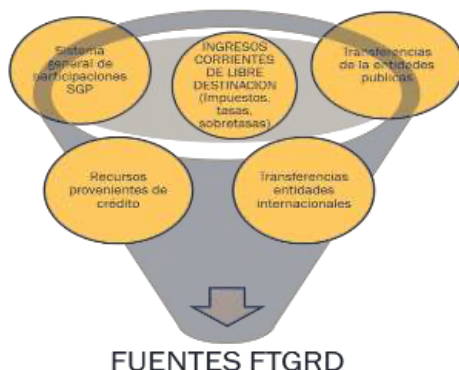 Sistema
general de
participaciones
SGP
INGRESOS
CORRIENTES
DE LIBRE
DESTINACIÓN
(Impuestos,
tasas,
sobretasas)
Transferencias
de la entidades
publicas
Recursos
provenientes de
crédito
Transferencias
entidades
internacionales
FUENTES FTGRD